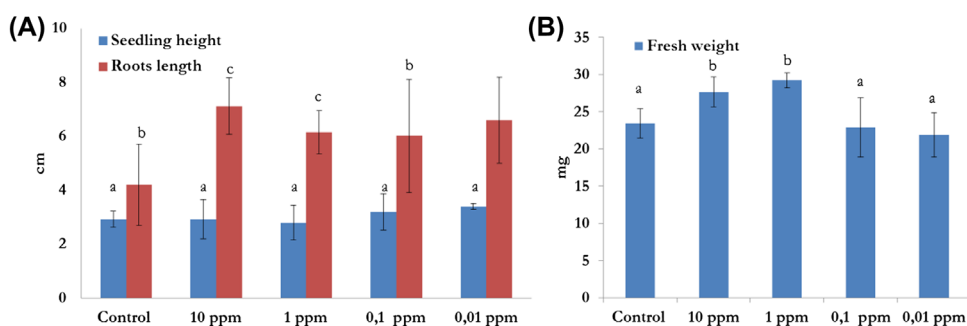 (A)
10
8
6
4
2
0
cm
Seedling height
Roots length
a
b
a
c
a
c
a
b
Control
10 ppm
1 ppm
0,1 ppm
0,01 ppm
(B)
35
30
25
20
15
10
5
0
mg
Fresh weight
a
b
b
a
a
Control
10 ppm
1 ppm
0,1 ppm
0,01 ppm